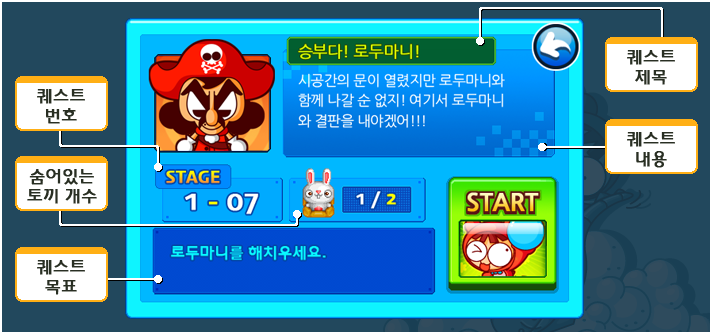 승부다! 로두마니!
퀘스트
제목
시공간의 문이 열렸지만 로두마니와
함께 나갈 순 없지! 여기서 로두마니
와 결판을 내야겠어!!!
퀘스트
번호
퀘스트
내용
숨어있는
토끼 개수
STAGE
1 - 07
1 / 2
START
퀘스트
목표
로두마니를 해치우세요.